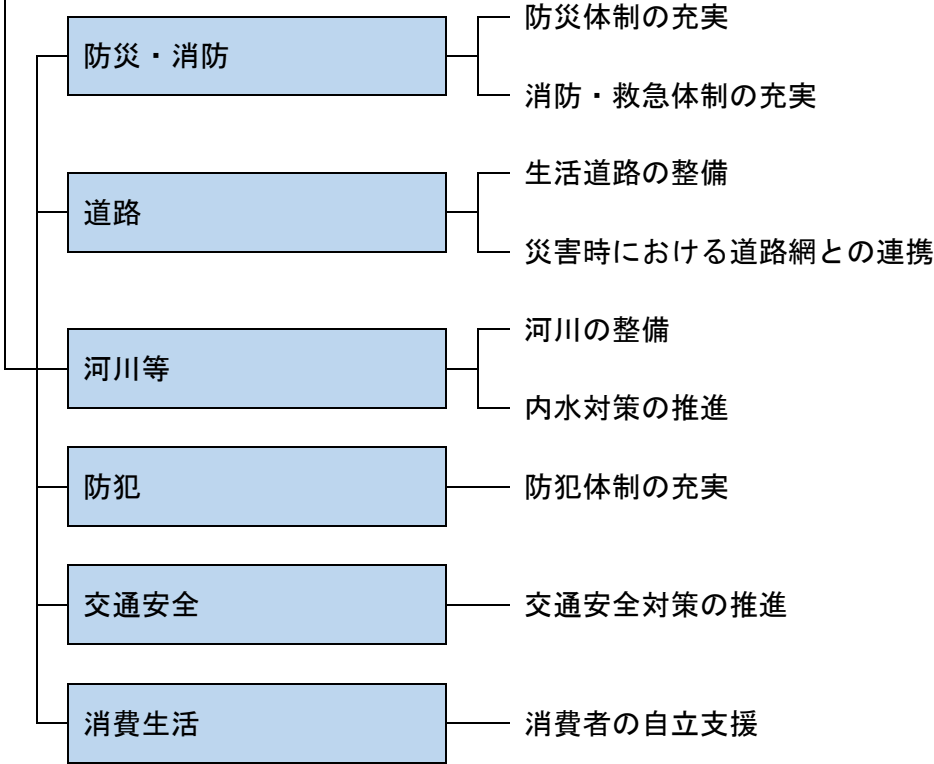 防災・消防
防災体制の充実
消防・救急体制の充実
道路
生活道路の整備
災害時における道路網との連携
河川等
河川の整備
内水対策の推進
防犯
防犯体制の充実
交通安全
交通安全対策の推進
消費生活
消費者の自立支援